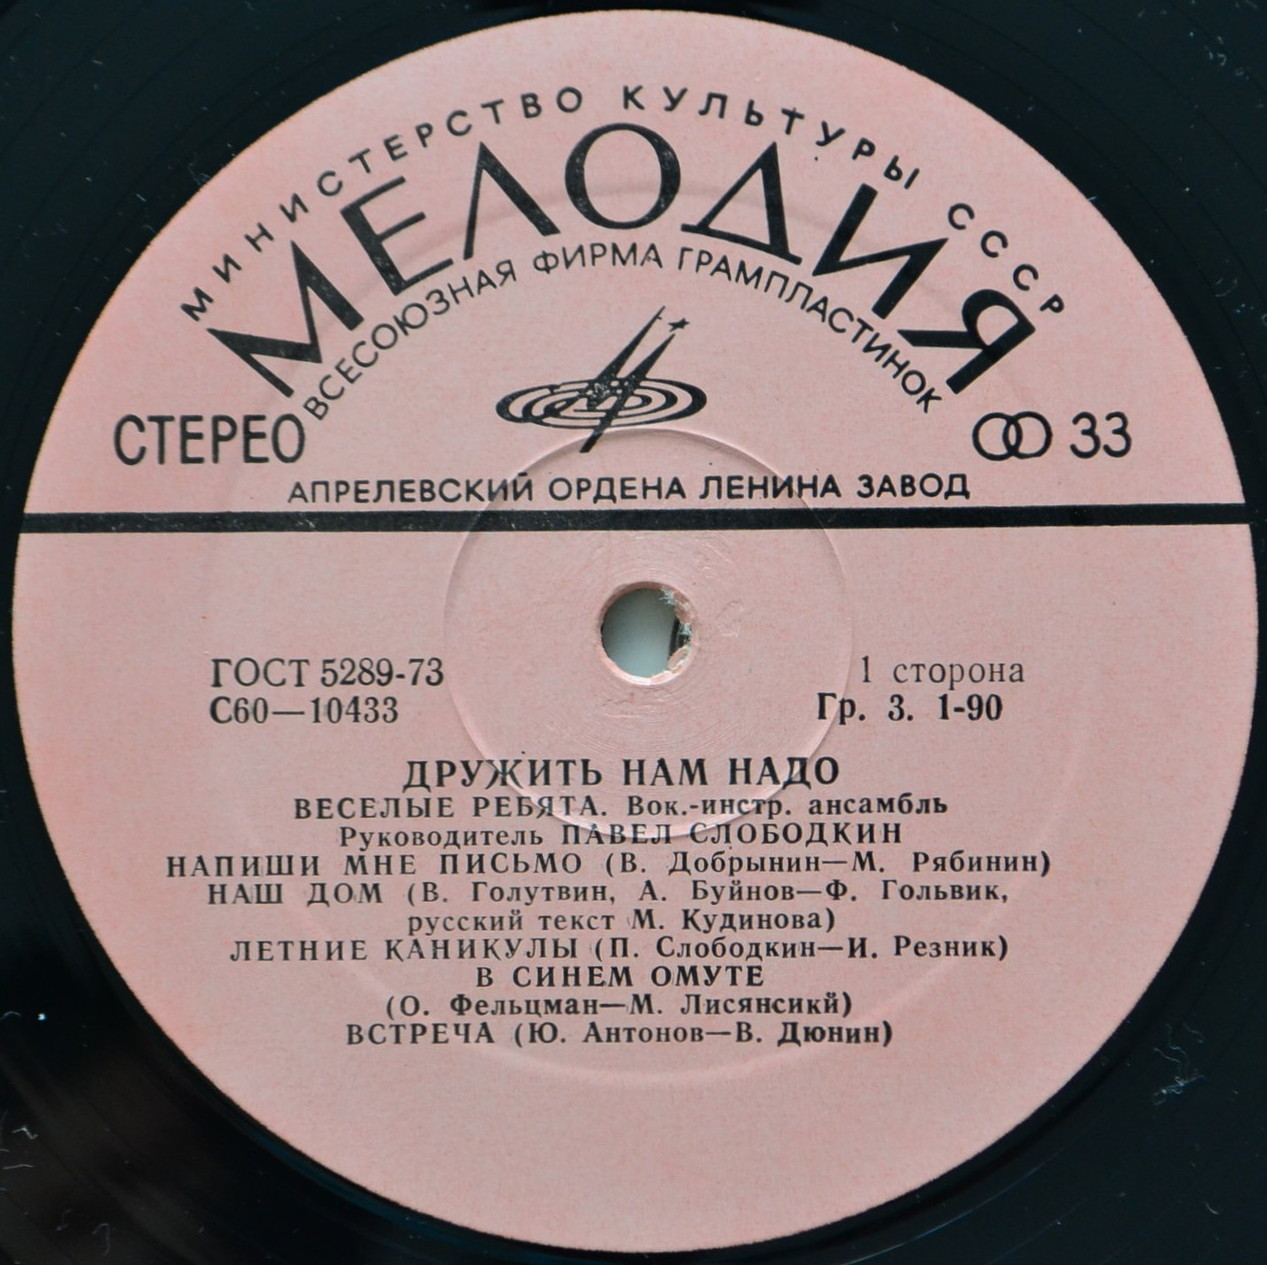 МИНИСТЕРСТВО КУЛЬТУРЫ СССР
МЕЛОДИЯ
ВСЕСОЮЗНАЯ ФИРМА ГРАМПЛАСТИНОК
СТЕРЕО 33
АПРЕЛЕВСКИЙ ОРДЕНА ЛЕНИНА ЗАВОД
ГОСТ 5289-73 1 сторона
С60—10433 Гр. 3. 1-90
ДРУЖИТЬ НАМ НАДО
ВЕСЕЛЫЕ РЕБЯТА. Вок.-инстр. ансамбль
Руководитель ПАВЕЛ СЛОБОДКИН
НАПИШИ МНЕ ПИСЬМО (В. Добрынин—М. Рябинин)
НАШ ДОМ (В. Голутвин, А. Буйнов—Ф. Гольвик,
русский текст М. Кудинова)
ЛЕТНИЕ КАНИКУЛЫ (П. Слободкин—И. Резник)
В СИНЕМ ОМУТЕ
(О. Фельцман—М. Лисянсикй)
ВСТРЕЧА (Ю. Антонов—В. Дюнин)